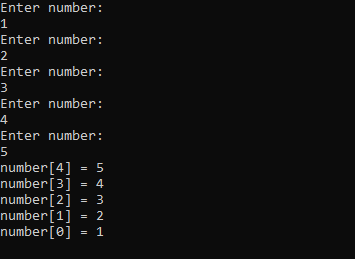 Enter number:
1
Enter number:
2
Enter number:
3
Enter number:
4
Enter number:
5
number[4] = 5
number[3] = 4
number[2] = 3
number[1] = 2
number[0] = 1